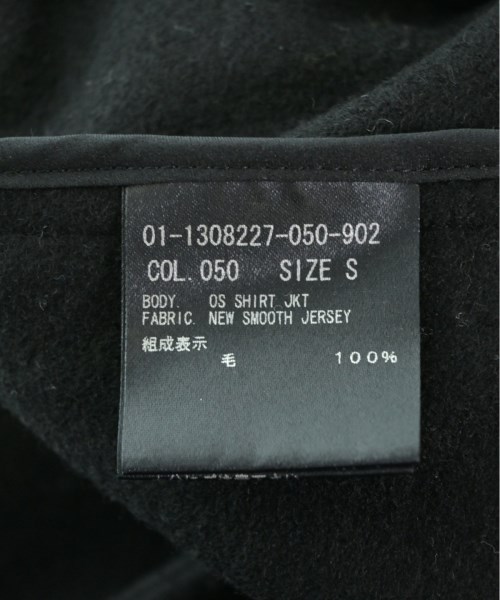 01-1308227-050-902
COL. 050 SIZE S
BODY. OS SHIRT JKT
FABRIC. NEW SMOOTH JERSEY
組成表示
毛 100%